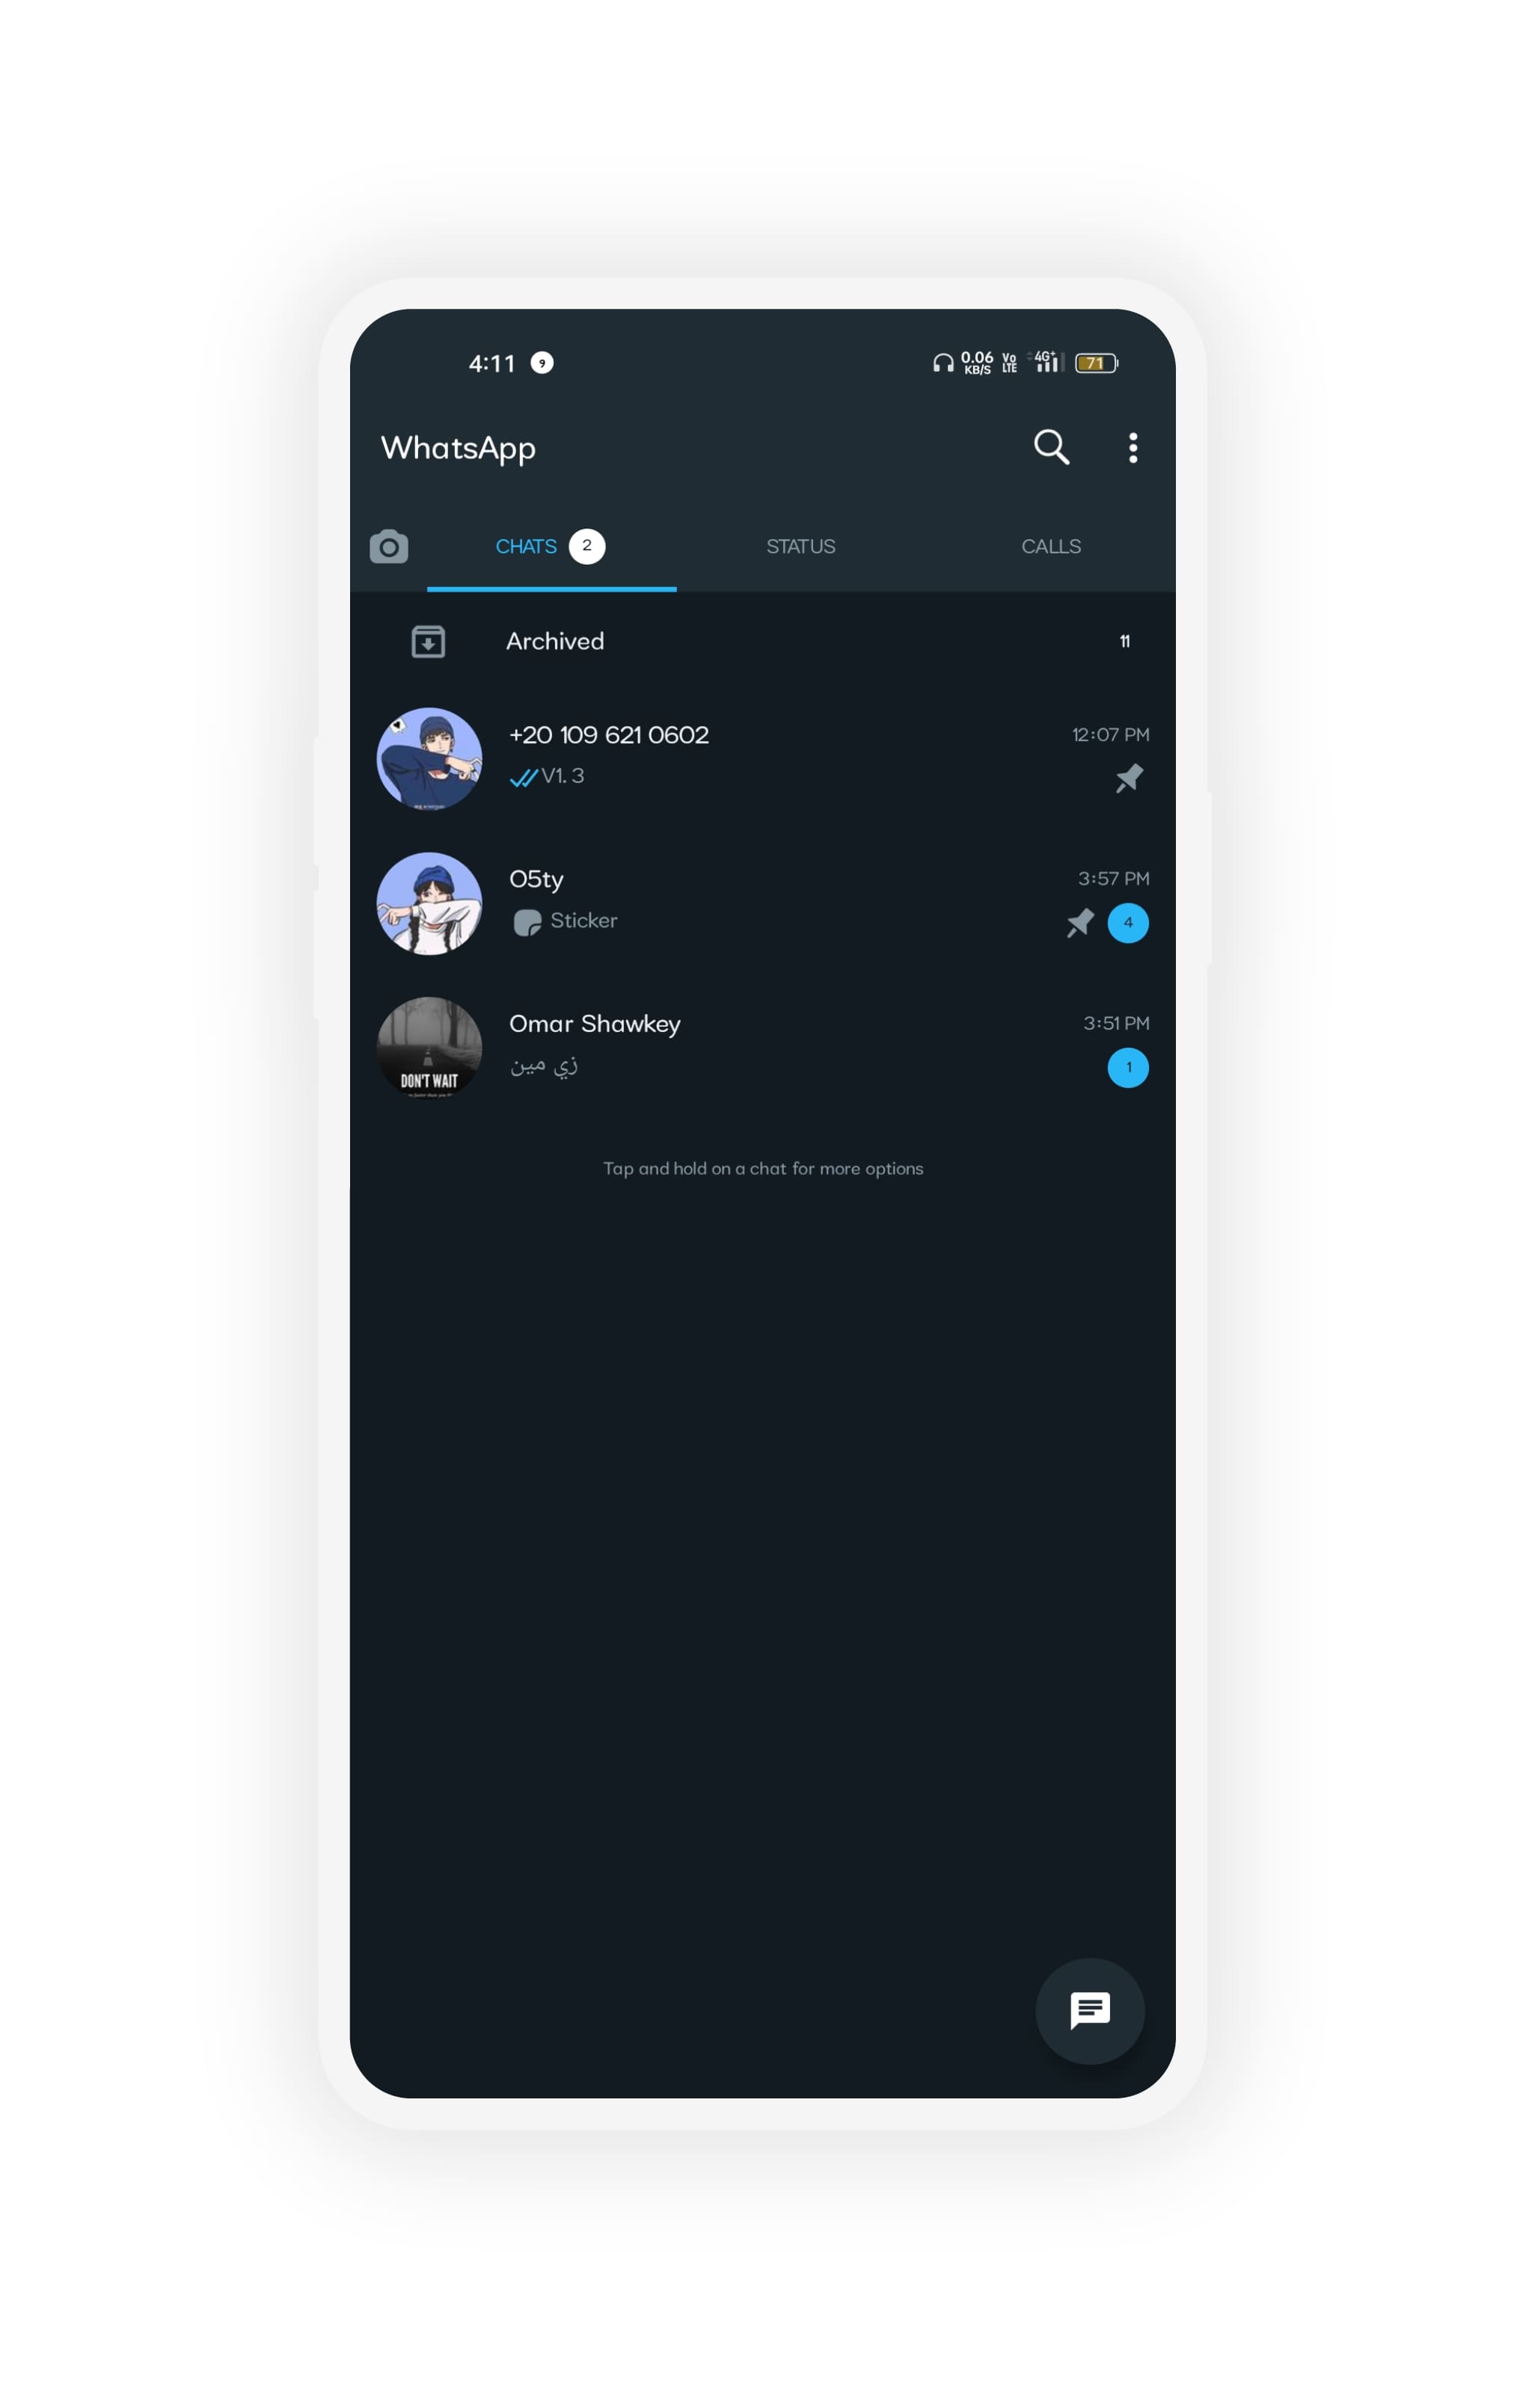 4:11 9 0.06 KB/S Vo LTE 4G+ 71
WhatsApp
CHATS 2 STATUS CALLS
Archived 11
+20 109 621 0602 12:07 PM
V1. 3
O5ty 3:57 PM
Sticker 4
Omar Shawkey 3:51 PM
زي مين 1
DON'T WAIT
Tap and hold on a chat for more options